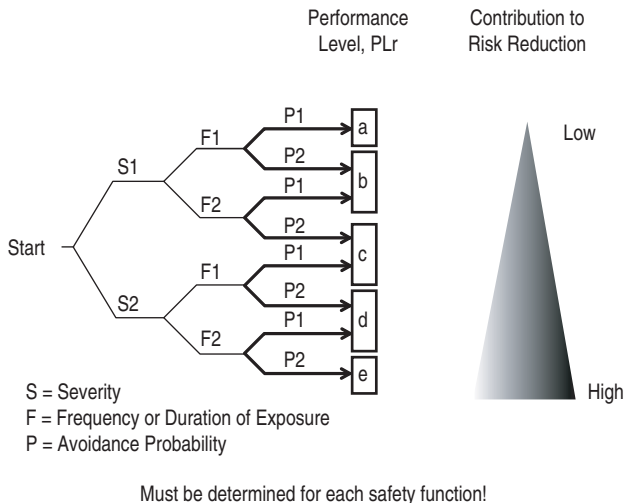 Performance
Level, PLr
Contribution to
Risk Reduction
P1
a
F1
Low
P2
S1
b
P1
F2
P2
c
Start
P1
F1
P2
S2
d
P1
F2
P2
e
S = Severity
High
F = Frequency or Duration of Exposure
P = Avoidance Probability
Must be determined for each safety function!